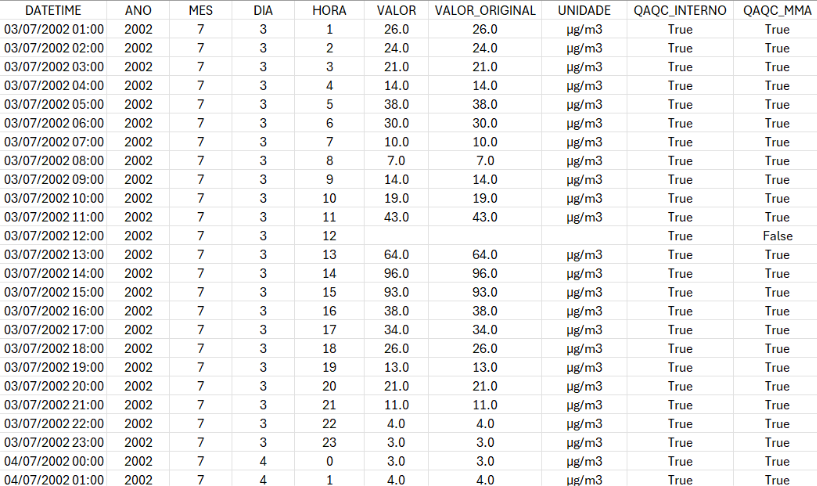 DATETIME ANO MES DIA HORA VALOR VALOR_ORIGINAL UNIDADE QAQC_INTERNO QAQC_MMA
03/07/2002 01:00 2002 7 3 1 26.0 26.0 µg/m3 True True
03/07/2002 02:00 2002 7 3 2 24.0 24.0 µg/m3 True True
03/07/2002 03:00 2002 7 3 3 21.0 21.0 µg/m3 True True
03/07/2002 04:00 2002 7 3 4 14.0 14.0 µg/m3 True True
03/07/2002 05:00 2002 7 3 5 38.0 38.0 µg/m3 True True
03/07/2002 06:00 2002 7 3 6 30.0 30.0 µg/m3 True True
03/07/2002 07:00 2002 7 3 7 10.0 10.0 µg/m3 True True
03/07/2002 08:00 2002 7 3 8 7.0 7.0 µg/m3 True True
03/07/2002 09:00 2002 7 3 9 14.0 14.0 µg/m3 True True
03/07/2002 10:00 2002 7 3 10 19.0 19.0 µg/m3 True True
03/07/2002 11:00 2002 7 3 11 43.0 43.0 µg/m3 True True
03/07/2002 12:00 2002 7 3 12 True False
03/07/2002 13:00 2002 7 3 13 64.0 64.0 µg/m3 True True
03/07/2002 14:00 2002 7 3 14 96.0 96.0 µg/m3 True True
03/07/2002 15:00 2002 7 3 15 93.0 93.0 µg/m3 True True
03/07/2002 16:00 2002 7 3 16 38.0 38.0 µg/m3 True True
03/07/2002 17:00 2002 7 3 17 34.0 34.0 µg/m3 True True
03/07/2002 18:00 2002 7 3 18 26.0 26.0 µg/m3 True True
03/07/2002 19:00 2002 7 3 19 13.0 13.0 µg/m3 True True
03/07/2002 20:00 2002 7 3 20 21.0 21.0 µg/m3 True True
03/07/2002 21:00 2002 7 3 21 11.0 11.0 µg/m3 True True
03/07/2002 22:00 2002 7 3 22 4.0 4.0 µg/m3 True True
03/07/2002 23:00 2002 7 3 23 3.0 3.0 µg/m3 True True
04/07/2002 00:00 2002 7 4 0 3.0 3.0 µg/m3 True True
04/07/2002 01:00 2002 7 4 1 4.0 4.0 µg/m3 True True